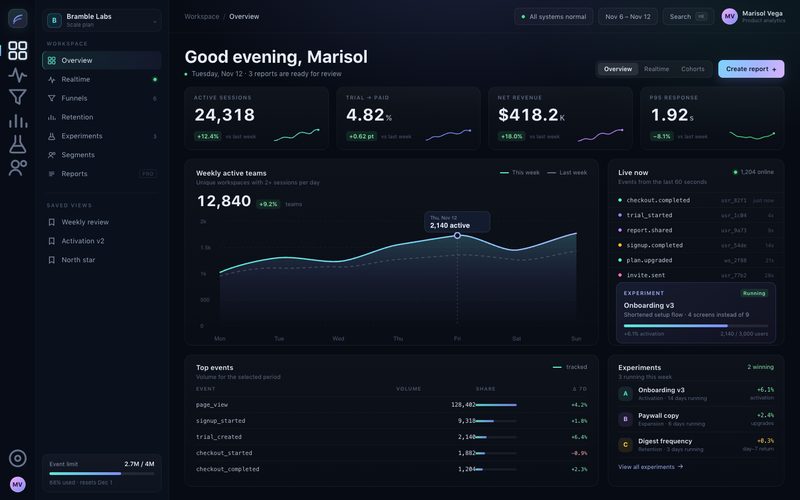 B
Bramble Labs
Scale plan
Workspace / Overview
All systems normal
Nov 6 – Nov 12
Search
MV
Marisol Vega
Product analytics
WORKSPACE
Overview
Realtime
Funnels 6
Retention
Experiments 3
Segments
Reports PRO
SAVED VIEWS
Weekly review
Activation v2
North star
Event limit 2.7M / 4M
68% used · resets Dec 1
MV
Good evening, Marisol
Tuesday, Nov 12 · 3 reports are ready for review
Overview Realtime Cohorts
Create report +
ACTIVE SESSIONS
24,318
+12.4% vs last week
TRIAL → PAID
4.82%
+0.62 pt vs last week
NET REVENUE
$418.2K
+18.0% vs last week
P95 RESPONSE
1.92s
−8.1% vs last week
Weekly active teams
Unique workspaces with 2+ sessions per day
This week Last week
12,840 +9.2% teams
Thu, Nov 12
2,140 active
2k
1.5k
1k
500
0
Mon Tue Wed Thu Fri Sat Sun
Live now
1,204 online
Events from the last 60 seconds
checkout.completed usr_82f1 just now
trial_started usr_1c04 4s
report.shared usr_9a73 9s
signup.completed usr_54de 14s
plan.upgraded ws_2f88 21s
invite.sent usr_77b2 28s
EXPERIMENT Running
Onboarding v3
Shortened setup flow · 4 screens instead of 9
+6.1% activation 2,140 / 3,000 users
Top events
Volume for the selected period
tracked
EVENT VOLUME SHARE Δ 7D
page_view 128,402 +4.2%
signup_started 9,318 +1.8%
trial_created 2,140 +6.4%
checkout_started 1,882 −0.9%
checkout_completed 1,204 +2.3%
Experiments
2 winning
3 running this week
A Onboarding v3 +6.1%
Activation · 14 days running activation
B Paywall copy +2.4%
Expansion · 8 days running upgrades
C Digest frequency +0.3%
Retention · 3 days running day-7 return
View all experiments →